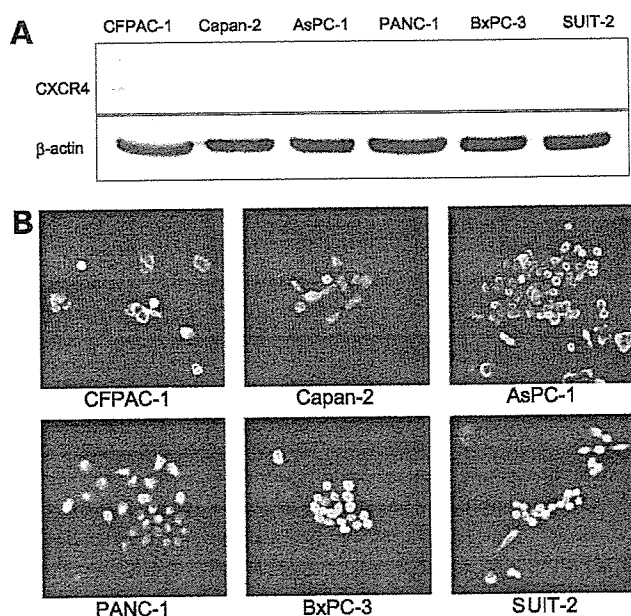 A
CFPAC-1 Capan-2 AsPC-1 PANC-1 BxPC-3 SUIT-2
CXCR4
β-actin
B
CFPAC-1 Capan-2 AsPC-1
PANC-1 BxPC-3 SUIT-2